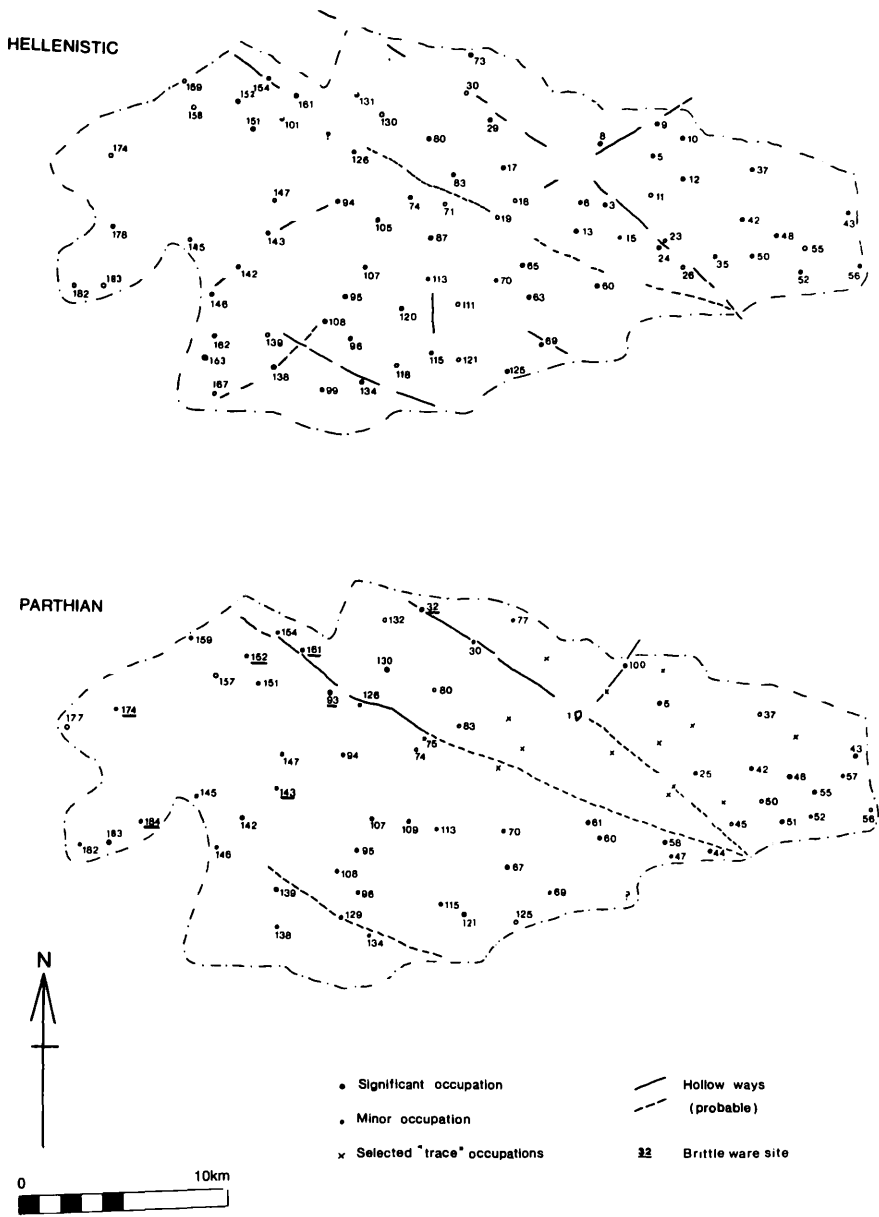 HELLENISTIC
73
169 154 30
152 161 131
158 101 130 29 9
151 1 8 10
80
174 126 17 5 37
83 12
147 94 74 71 18 6 3 11
178 105 19 42 43
145 143 87 13 15 23 48 55
24 35 50
142 107 65 26 52 56
182 183 146 95 113 70 60
120 111 63
108
162 139 96 69
163 115 121
138 118 125
167 99 134
PARTHIAN
32
132 77
159 154 161 30
152 130 100
157 151
174 93 126 80 1 5 37
177 83
75
147 94 74 43
143 25 42 48 57
145 50 55
184 142 107 109 113 70 61 45 51 52 56
182 183 146 95 60 58
47 44
108 67
139 96 69
129 115 121 125 ?
138 134
N
Significant occupation Hollow ways
(probable)
Minor occupation
Selected "trace" occupations 32 Brittle ware site
0 10km